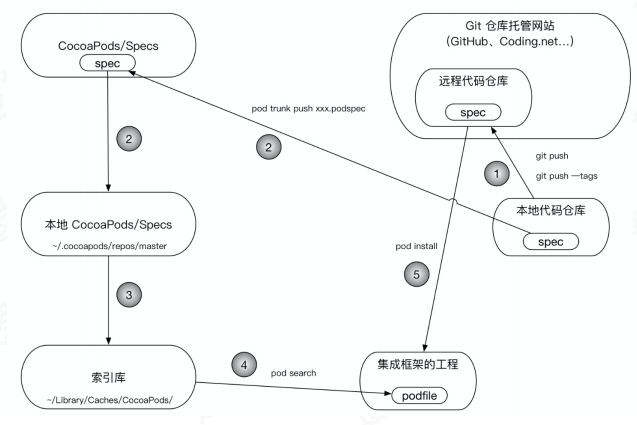 CocoaPods/Specs
spec
Git 仓库托管网站
（GitHub、Coding.net…）
远程代码仓库
spec
pod trunk push xxx.podspec
2
2
1
git push
git push —tags
本地 CocoaPods/Specs
~/.cocoapods/repos/master
本地代码仓库
spec
pod install
5
3
4
pod search
索引库
~/Library/Caches/CocoaPods/
集成框架的工程
podfile